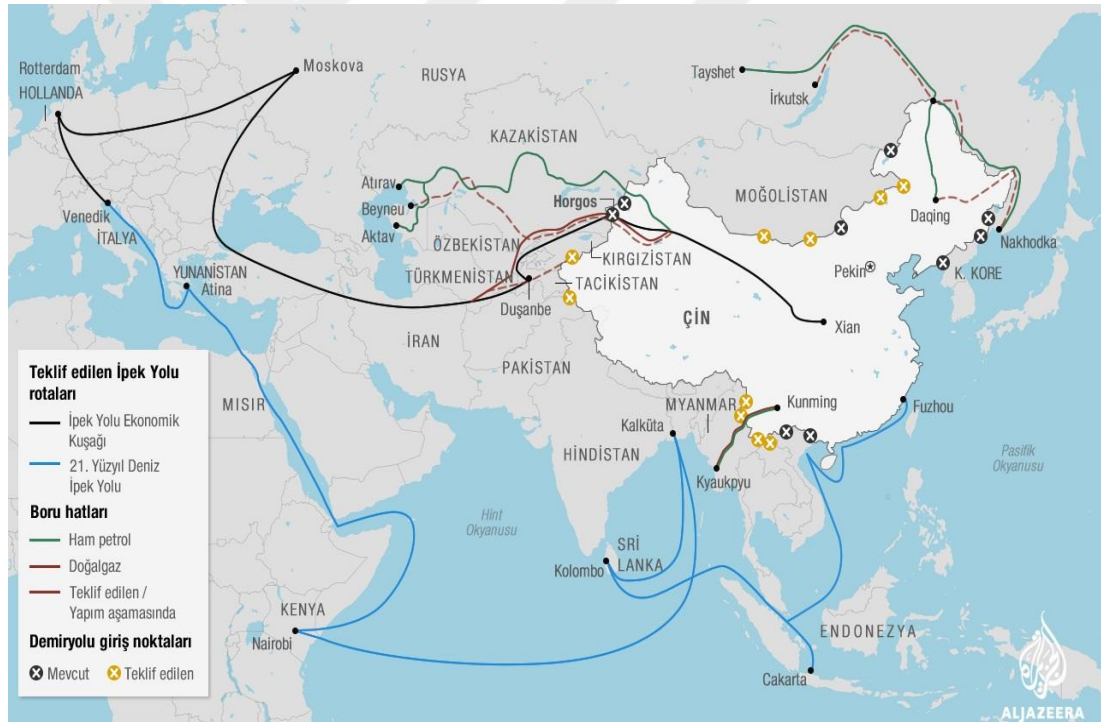 Rotterdam
HOLLANDA
Moskova
RUSYA
Tayshet
İrkutsk
KAZAKİSTAN
Atırav
Beyneu
Aktav
Horgos
MOĞOLİSTAN
Daqing
Nakhodka
Venedik
İTALYA
ÖZBEKİSTAN
KIRGIZİSTAN
TÜRKMENİSTAN
TACİKİSTAN
Pekin
K. KORE
YUNANİSTAN
Atina
Duşanbe
ÇİN
Xian
İRAN
PAKİSTAN
Teklif edilen İpek Yolu
rotaları
İpek Yolu Ekonomik
Kuşağı
21. Yüzyıl Deniz
İpek Yolu
Boru hatları
Ham petrol
Doğalgaz
Teklif edilen /
Yapım aşamasında
Demiryolu giriş noktaları
Mevcut
Teklif edilen
MISIR
MYANMAR
Kunming
Fuzhou
Kalküta
HİNDİSTAN
Kyaukpyu
Pasifik
Okyanusu
Hint
Okyanusu
SRİ
LANKA
Kolombo
KENYA
Nairobi
ENDONEZYA
Cakarta
ALJAZEERA